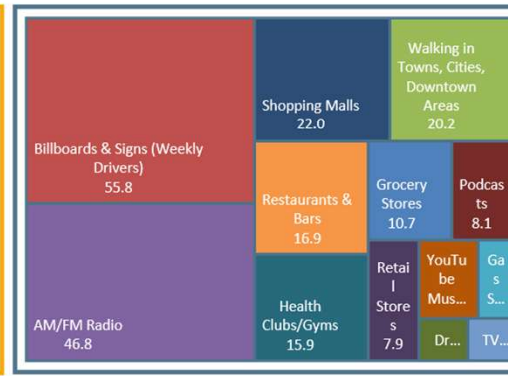 Billboards & Signs (Weekly
Drivers)
55.8
AM/FM Radio
46.8
Shopping Malls
22.0
Walking in
Towns, Cities,
Downtown
Areas
20.2
Restaurants &
Bars
16.9
Health
Clubs/Gyms
15.9
Grocery
Stores
10.7
Podcas
ts
8.1
Retai
l
Store
s
7.9
YouTu
be
Mus...
Ga
s
S...
Dr...
TV...